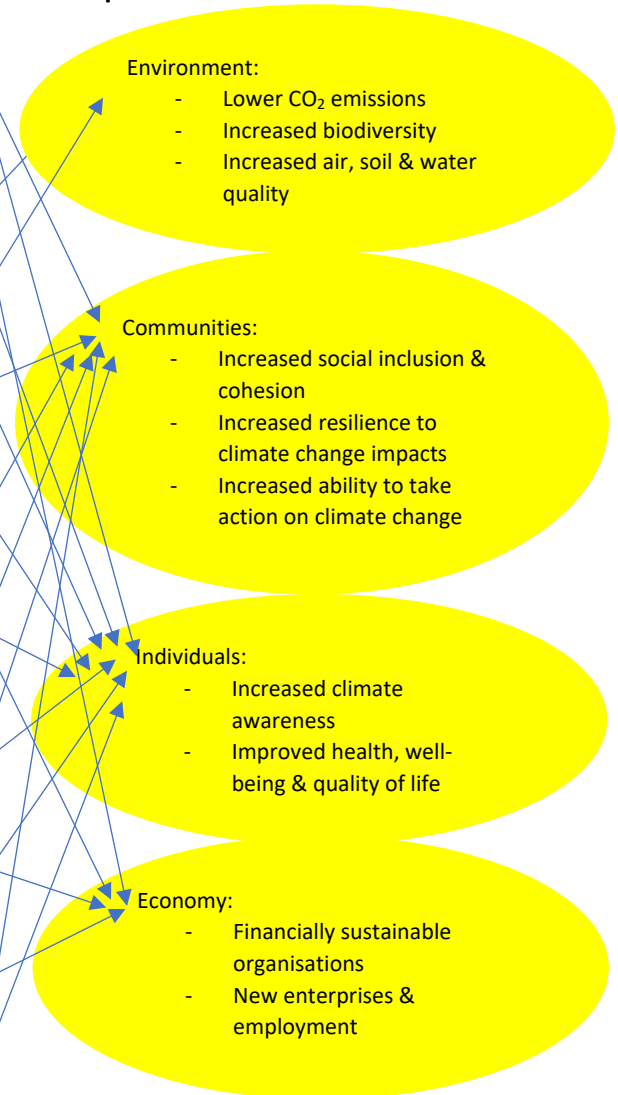 Environment:
- Lower CO₂ emissions
- Increased biodiversity
- Increased air, soil & water
quality
Communities:
- Increased social inclusion &
cohesion
- Increased resilience to
climate change impacts
- Increased ability to take
action on climate change
Individuals:
- Increased climate
awareness
- Improved health, well-
being & quality of life
Economy:
- Financially sustainable
organisations
- New enterprises &
employment